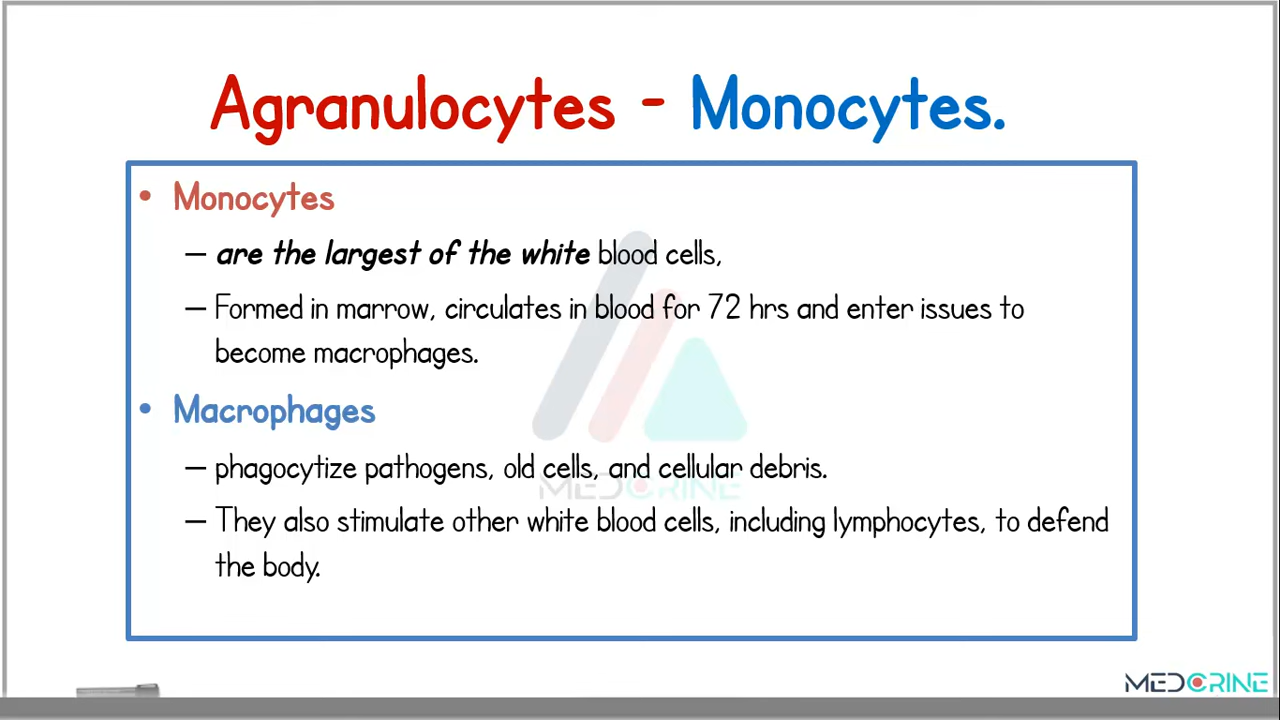 Agranulocytes - Monocytes.
• Monocytes
– are the largest of the white blood cells,
– Formed in marrow, circulates in blood for 72 hrs and enter issues to
become macrophages.
• Macrophages
– phagocytize pathogens, old cells, and cellular debris.
MEDCRINE
– They also stimulate other white blood cells, including lymphocytes, to defend
the body.
MEDCRINE